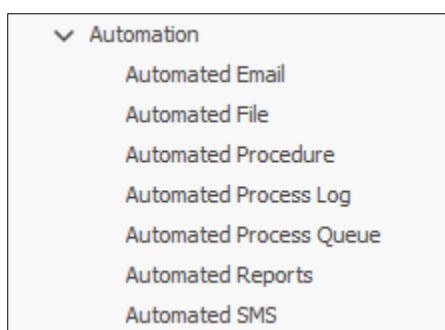 Automation
Automated Email
Automated File
Automated Procedure
Automated Process Log
Automated Process Queue
Automated Reports
Automated SMS